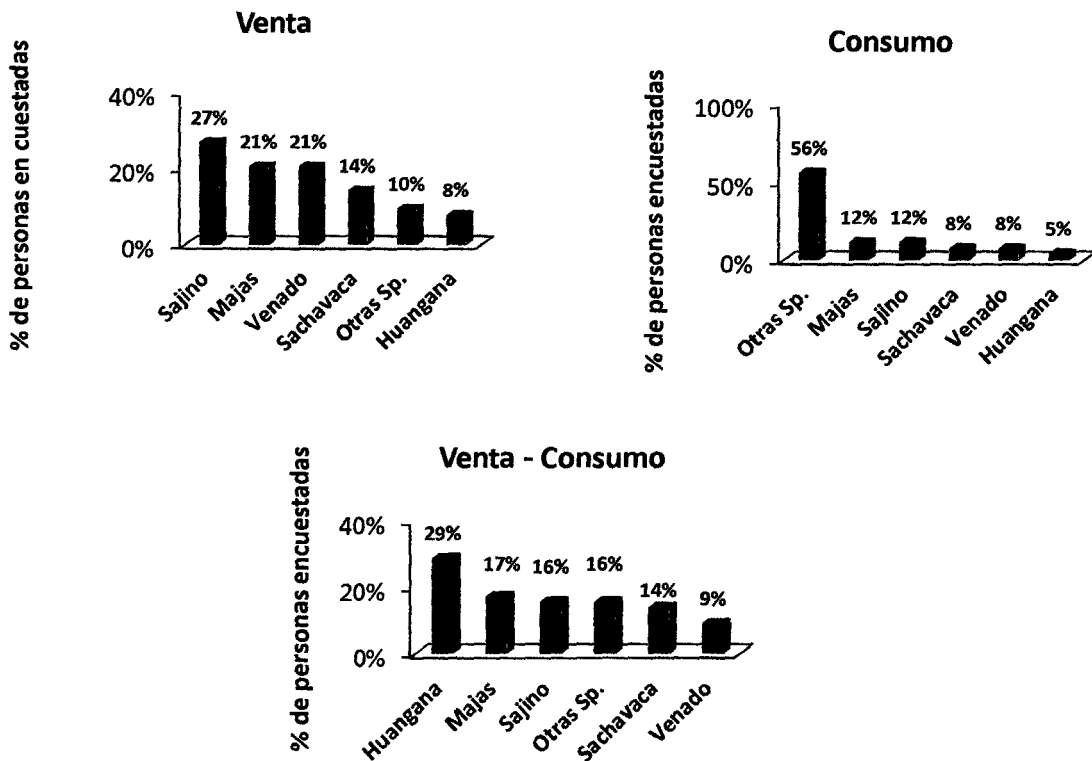 Venta
% de personas en cuestadas
40%
20%
0%
27%
21%
21%
14%
10%
8%
Sajino
Majas
Venado
Sachavaca
Otras Sp.
Huangana
Consumo
% de personas encuestadas
100%
50%
0%
56%
12%
12%
8%
8%
5%
Otras Sp.
Majas
Sajino
Sachavaca
Venado
Huangana
Venta - Consumo
% de personas encuestadas
40%
20%
0%
29%
17%
16%
16%
14%
9%
Huangana
Majas
Sajino
Otras Sp.
Sachavaca
Venado